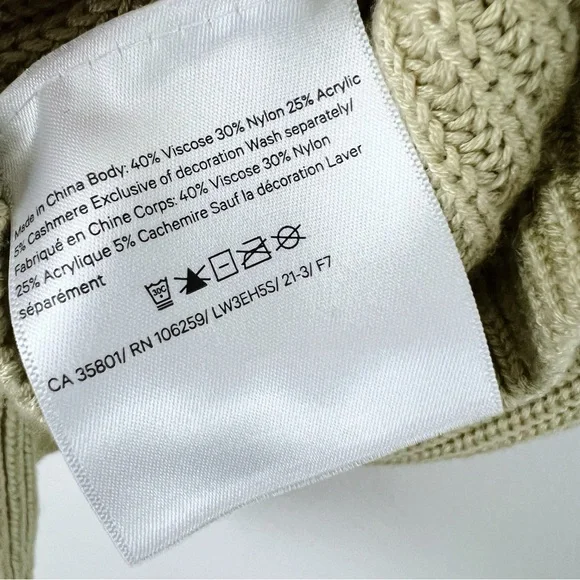 Made in China Body: 40% Viscose 30% Nylon 25% Acrylic
5% Cashmere Exclusive of decoration Wash separately/
Fabriqué en Chine Corps: 40% Viscose 30% Nylon
25% Acrylique 5% Cachemire Sauf la décoration Laver
séparément
30C
CA 35801/ RN 106259/ LW3EH5S/ 21-3/ F7